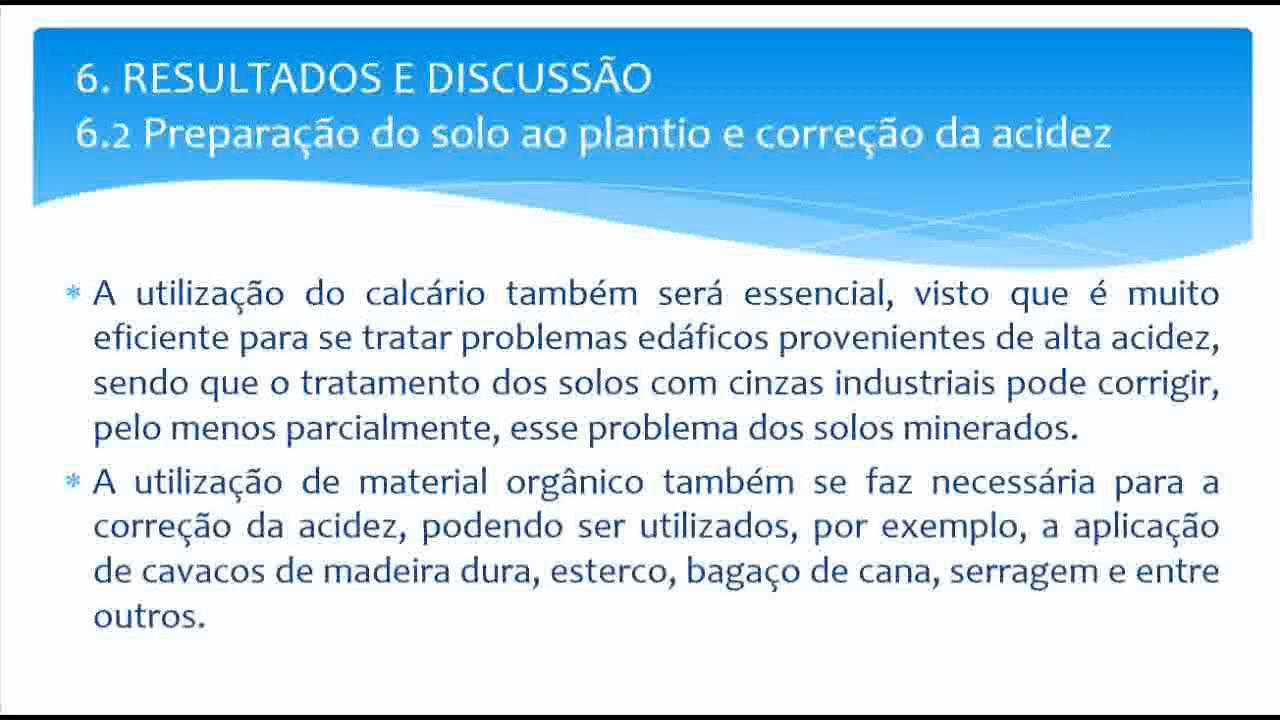 6. RESULTADOS E DISCUSSÃO
6.2 Preparação do solo ao plantio e correção da acidez
* A utilização do calcário também será essencial, visto que é muito
eficiente para se tratar problemas edáficos provenientes de alta acidez,
sendo que o tratamento dos solos com cinzas industriais pode corrigir,
pelo menos parcialmente, esse problema dos solos minerados.
* A utilização de material orgânico também se faz necessária para a
correção da acidez, podendo ser utilizados, por exemplo, a aplicação
de cavacos de madeira dura, esterco, bagaço de cana, serragem e entre
outros.